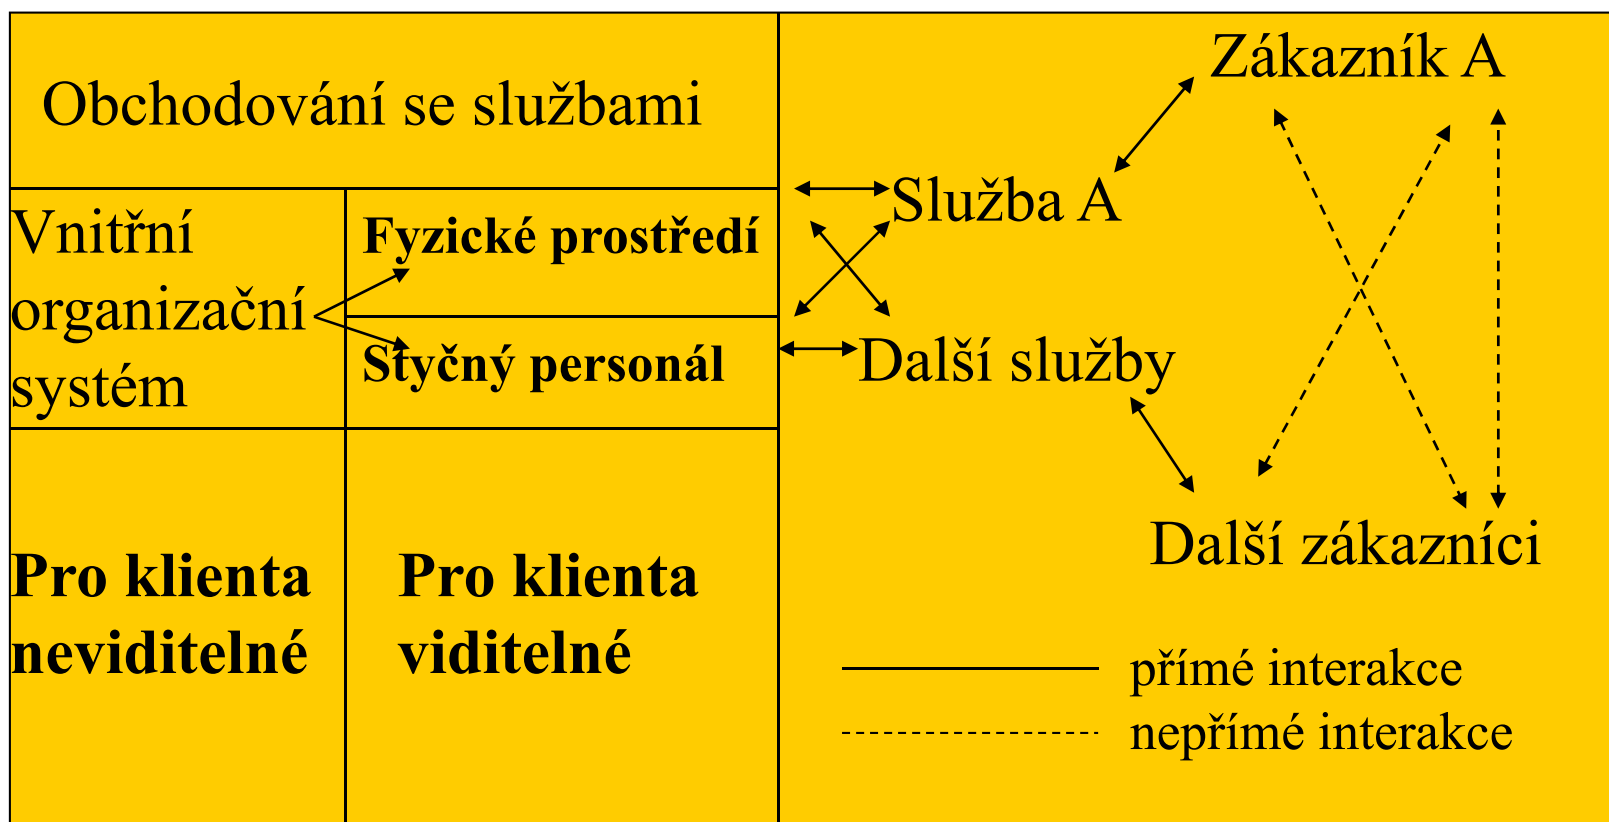 Obchodování se službami
Vnitřní
organizační
systém
Fyzické prostředí
Styčný personál
Pro klienta
neviditelné
Pro klienta
viditelné
Zákazník A
Služba A
Další služby
Další zákazníci
přímé interakce
nepřímé interakce